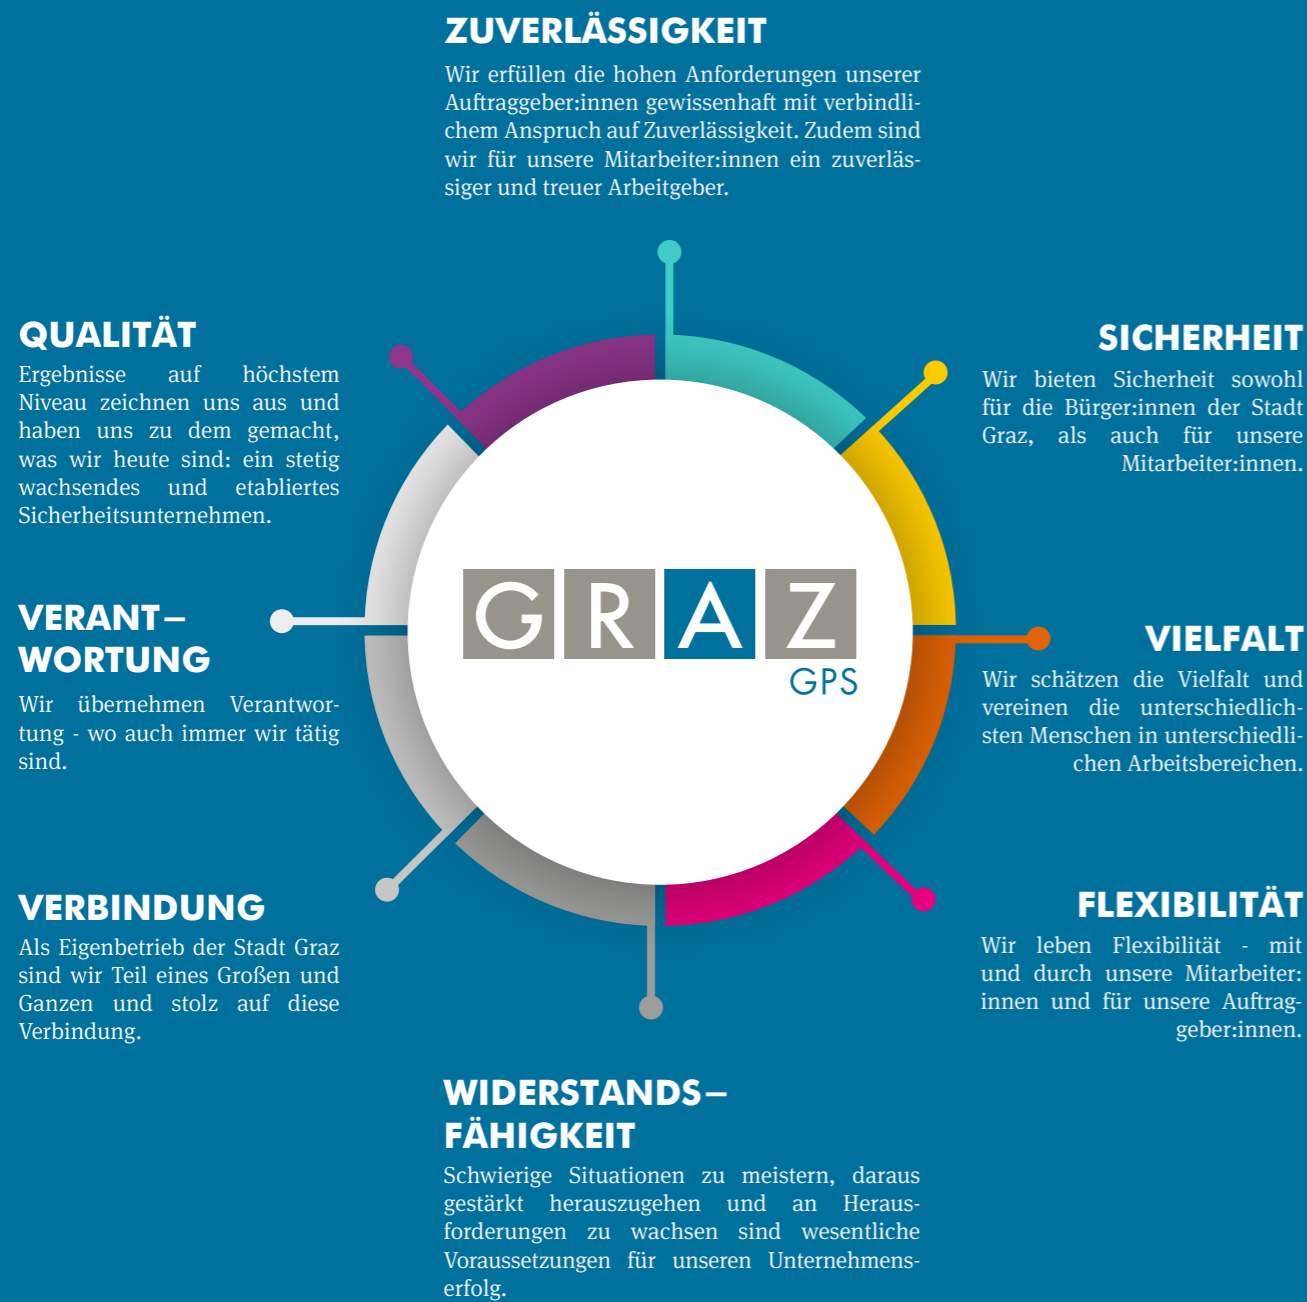 ZUVERLÄSSIGKEIT
Wir erfüllen die hohen Anforderungen unserer
Auftraggeber:innen gewissenhaft mit verbindli-
chem Anspruch auf Zuverlässigkeit. Zudem sind
wir für unsere Mitarbeiter:innen ein zuverläs-
siger und treuer Arbeitgeber.
QUALITÄT
Ergebnisse auf höchstem
Niveau zeichnen uns aus und
haben uns zu dem gemacht,
was wir heute sind: ein stetig
wachsendes und etabliertes
Sicherheitsunternehmen.
SICHERHEIT
Wir bieten Sicherheit sowohl
für die Bürger:innen der Stadt
Graz, als auch für unsere
Mitarbeiter:innen.
GRAZ
GPS
VERANT–
WORTUNG
Wir übernehmen Verantwor-
tung - wo auch immer wir tätig
sind.
VIELFALT
Wir schätzen die Vielfalt und
vereinen die unterschiedlich-
sten Menschen in unterschiedli-
chen Arbeitsbereichen.
VERBINDUNG
Als Eigenbetrieb der Stadt Graz
sind wir Teil eines Großen und
Ganzen und stolz auf diese
Verbindung.
FLEXIBILITÄT
Wir leben Flexibilität - mit
und durch unsere Mitarbeiter:
innen und für unsere Auftrag-
geber:innen.
WIDERSTANDS–
FÄHIGKEIT
Schwierige Situationen zu meistern, daraus
gestärkt herauszugehen und an Heraus-
forderungen zu wachsen sind wesentliche
Voraussetzungen für unseren Unternehmens-
erfolg.